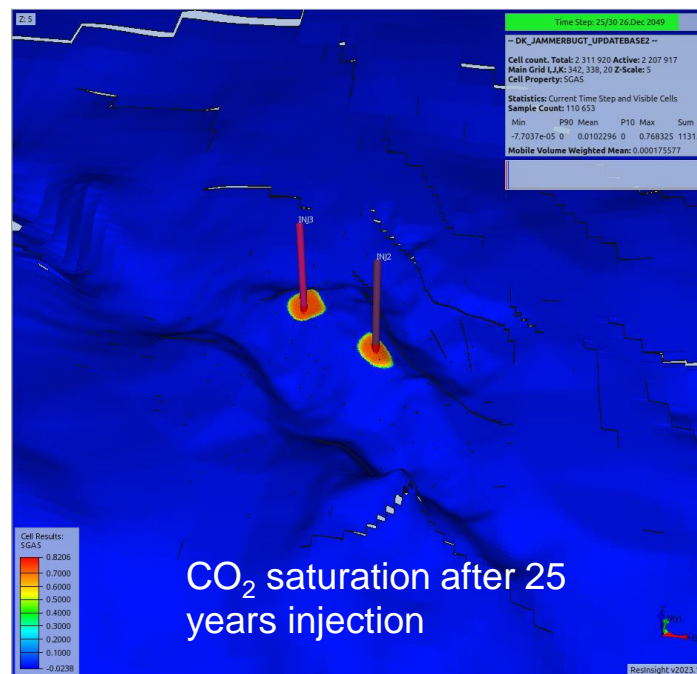 Z: 5
Time Step: 25/30 26.Dec 2049
-- DK_JAMMERBUGT_UPDATEBASE2 --
Cell count. Total: 2 311 920 Active: 2 207 917
Main Grid I,J,K: 342, 338, 20 Z-Scale: 5
Cell Property: SGAS
Statistics: Current Time Step and Visible Cells
Sample Count: 110 653
Min P90 Mean P10 Max Sum
-7.7037e-05 0 0.0102296 0 0.768325 1131.
Mobile Volume Weighted Mean: 0.000175577
INJ3
INJ2
Cell Results:
SGAS
0.8206
0.7000
0.6000
0.5000
0.4000
0.3000
0.2000
0.1000
-0.0238
CO₂ saturation after 25
years injection
ResInsight v2023.